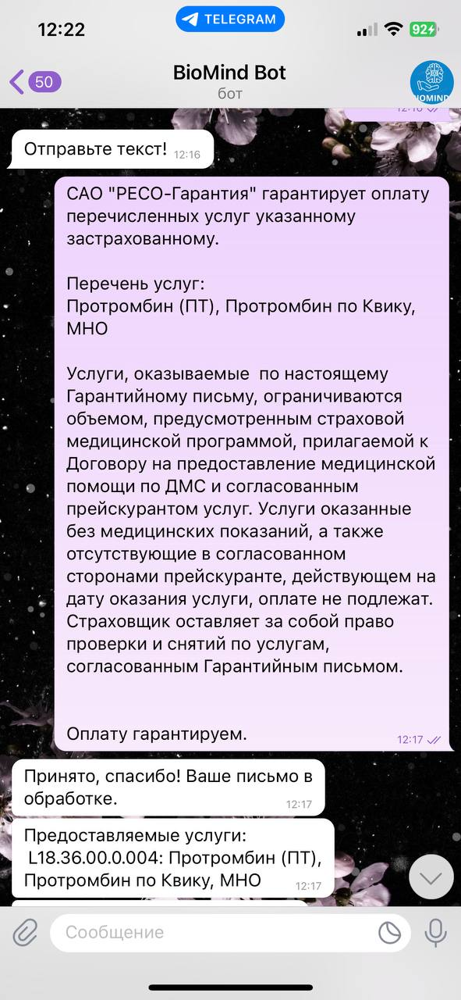 12:22
TELEGRAM
92
50
BioMind Bot
бот
Отправьте текст! 12:16
САО "РЕСО-Гарантия" гарантирует оплату
перечисленных услуг указанному
застрахованному.
Перечень услуг:
Протромбин (ПТ), Протромбин по Квику,
МНО
Услуги, оказываемые  по настоящему
Гарантийному письму, ограничиваются
объемом, предусмотренным страховой
медицинской программой, прилагаемой к
Договору на предоставление медицинской
помощи по ДМС и согласованным
прейскурантом услуг. Услуги оказанные
без медицинских показаний, а также
отсутствующие в согласованном
сторонами прейскуранте, действующем на
дату оказания услуги, оплате не подлежат.
Страховщик оставляет за собой право
проверки и снятий по услугам,
согласованным Гарантийным письмом.
Оплату гарантируем. 12:17
Принято, спасибо! Ваше письмо в
обработке. 12:17
Предоставляемые услуги:
L18.36.00.0.004: Протромбин (ПТ),
Протромбин по Квику, МНО 12:17
Сообщение